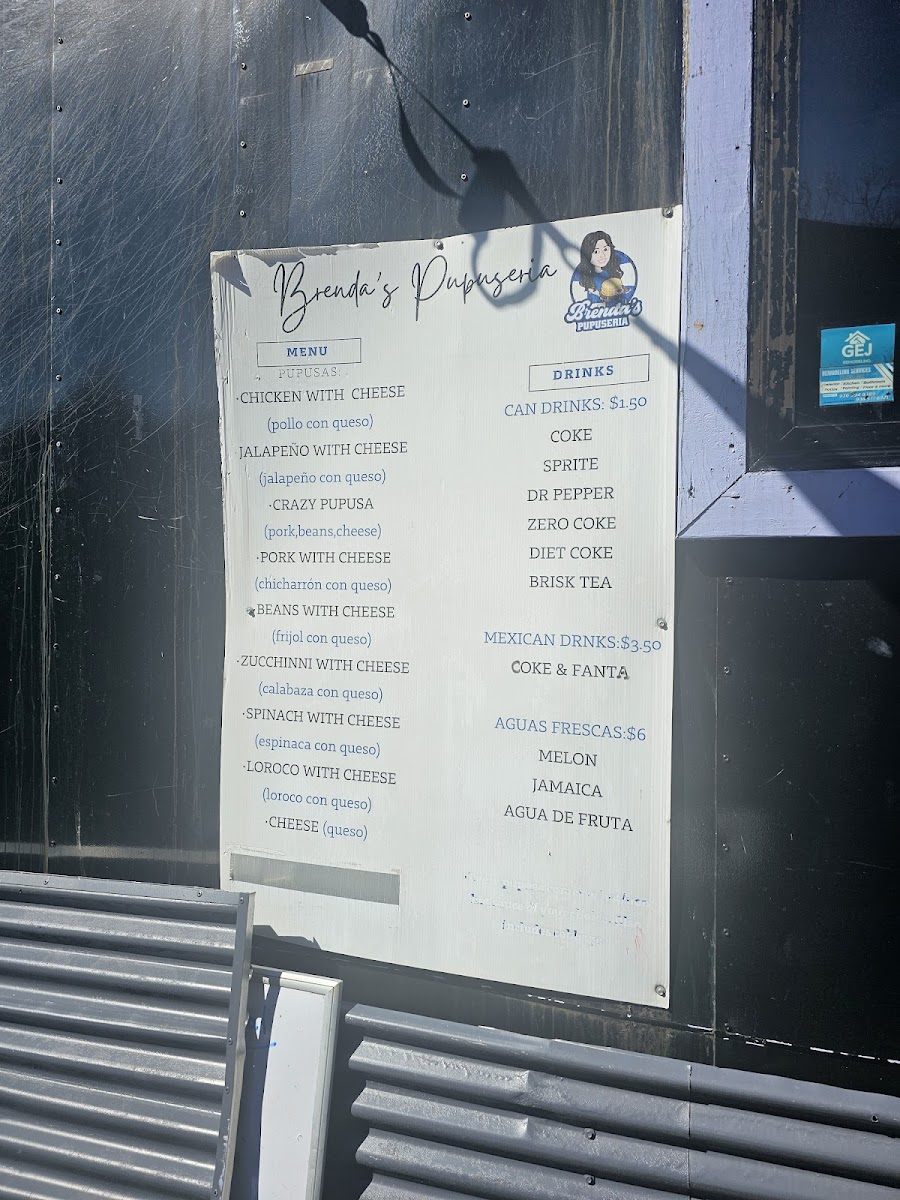 Brenda's Pupuseria
Brenda's
PUPUSERIA
MENU
PUPUSAS:
·CHICKEN WITH CHEESE
(pollo con queso)
JALAPEÑO WITH CHEESE
(jalapeño con queso)
·CRAZY PUPUSA
(pork,beans,cheese)
·PORK WITH CHEESE
(chicharrón con queso)
·BEANS WITH CHEESE
(frijol con queso)
·ZUCCHINNI WITH CHEESE
(calabaza con queso)
·SPINACH WITH CHEESE
(espinaca con queso)
·LOROCO WITH CHEESE
(loroco con queso)
·CHEESE (queso)
DRINKS
CAN DRINKS: $1.50
COKE
SPRITE
DR PEPPER
ZERO COKE
DIET COKE
BRISK TEA
MEXICAN DRNKS:$3.50
COKE & FANTA
AGUAS FRESCAS:$6
MELON
JAMAICA
AGUA DE FRUTA
GEJ
REMODELING
REMODELING SERVICES